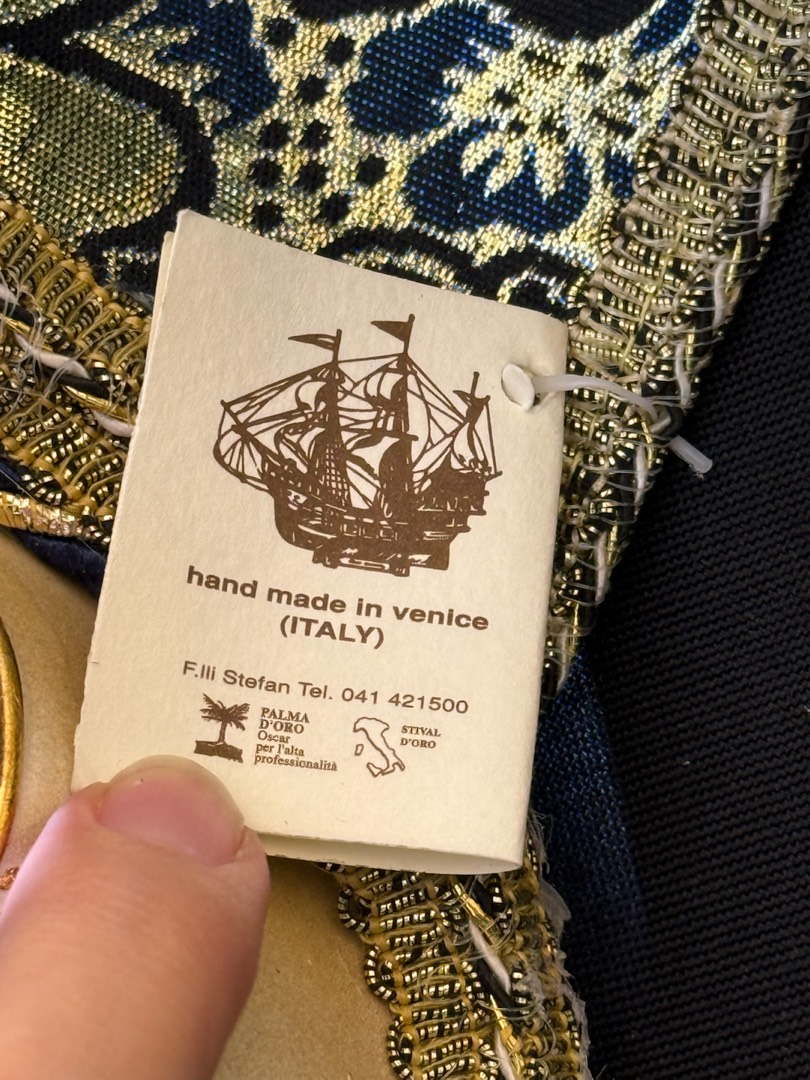 hand made in venice
(ITALY)
F.lli Stefan Tel. 041 421500
PALMA
D'ORO
Oscar
per l'alta
professionalità
STIVAL
D'ORO